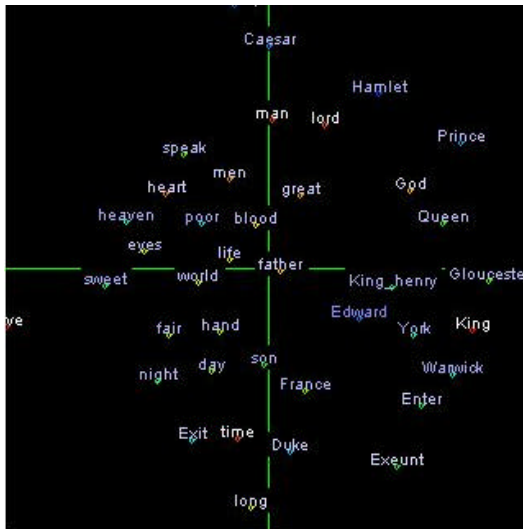 Caesar
Hamlet
man
lord
Prince
speak
men
heart
great
God
heaven
poor
blood
Queen
eyes
life
father
sweet
world
King_henry
Glouceste
Edward
ve
fair
hand
York
King
son
day
night
France
Warwick
Enter
Exit
time
Duke
Exeunt
long